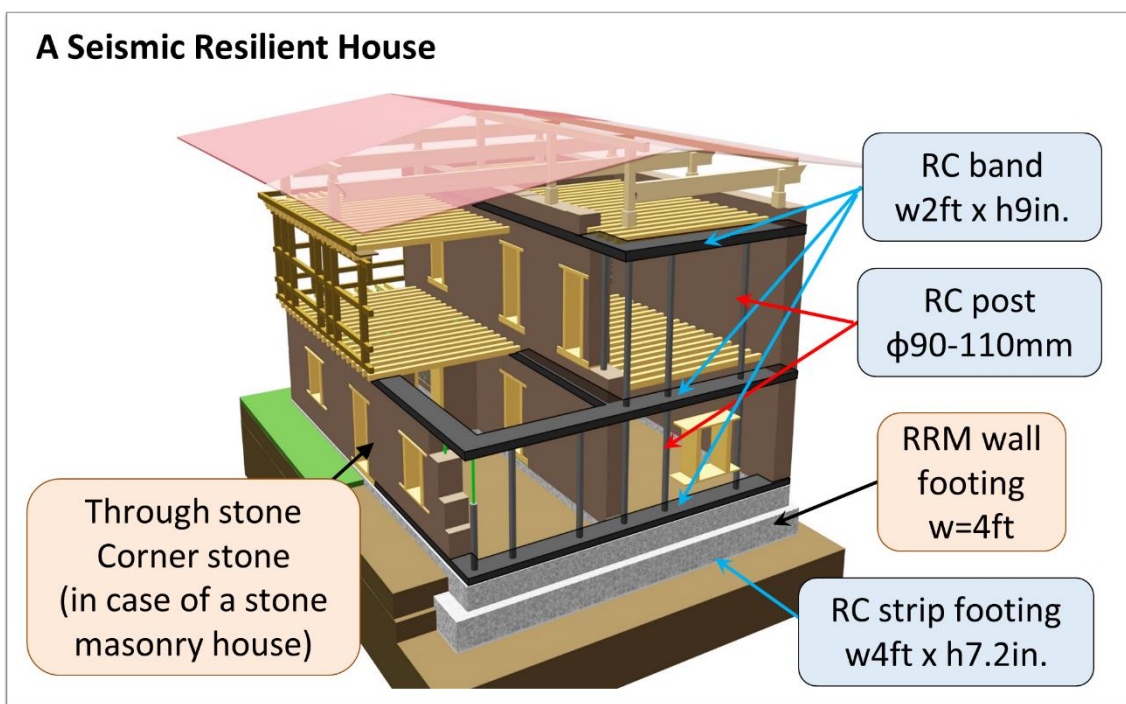 A Seismic Resilient House
RC band
w2ft x h9in.
RC post
ϕ90-110mm
RRM wall
footing
w=4ft
Through stone
Corner stone
(in case of a stone
masonry house)
RC strip footing
w4ft x h7.2in.